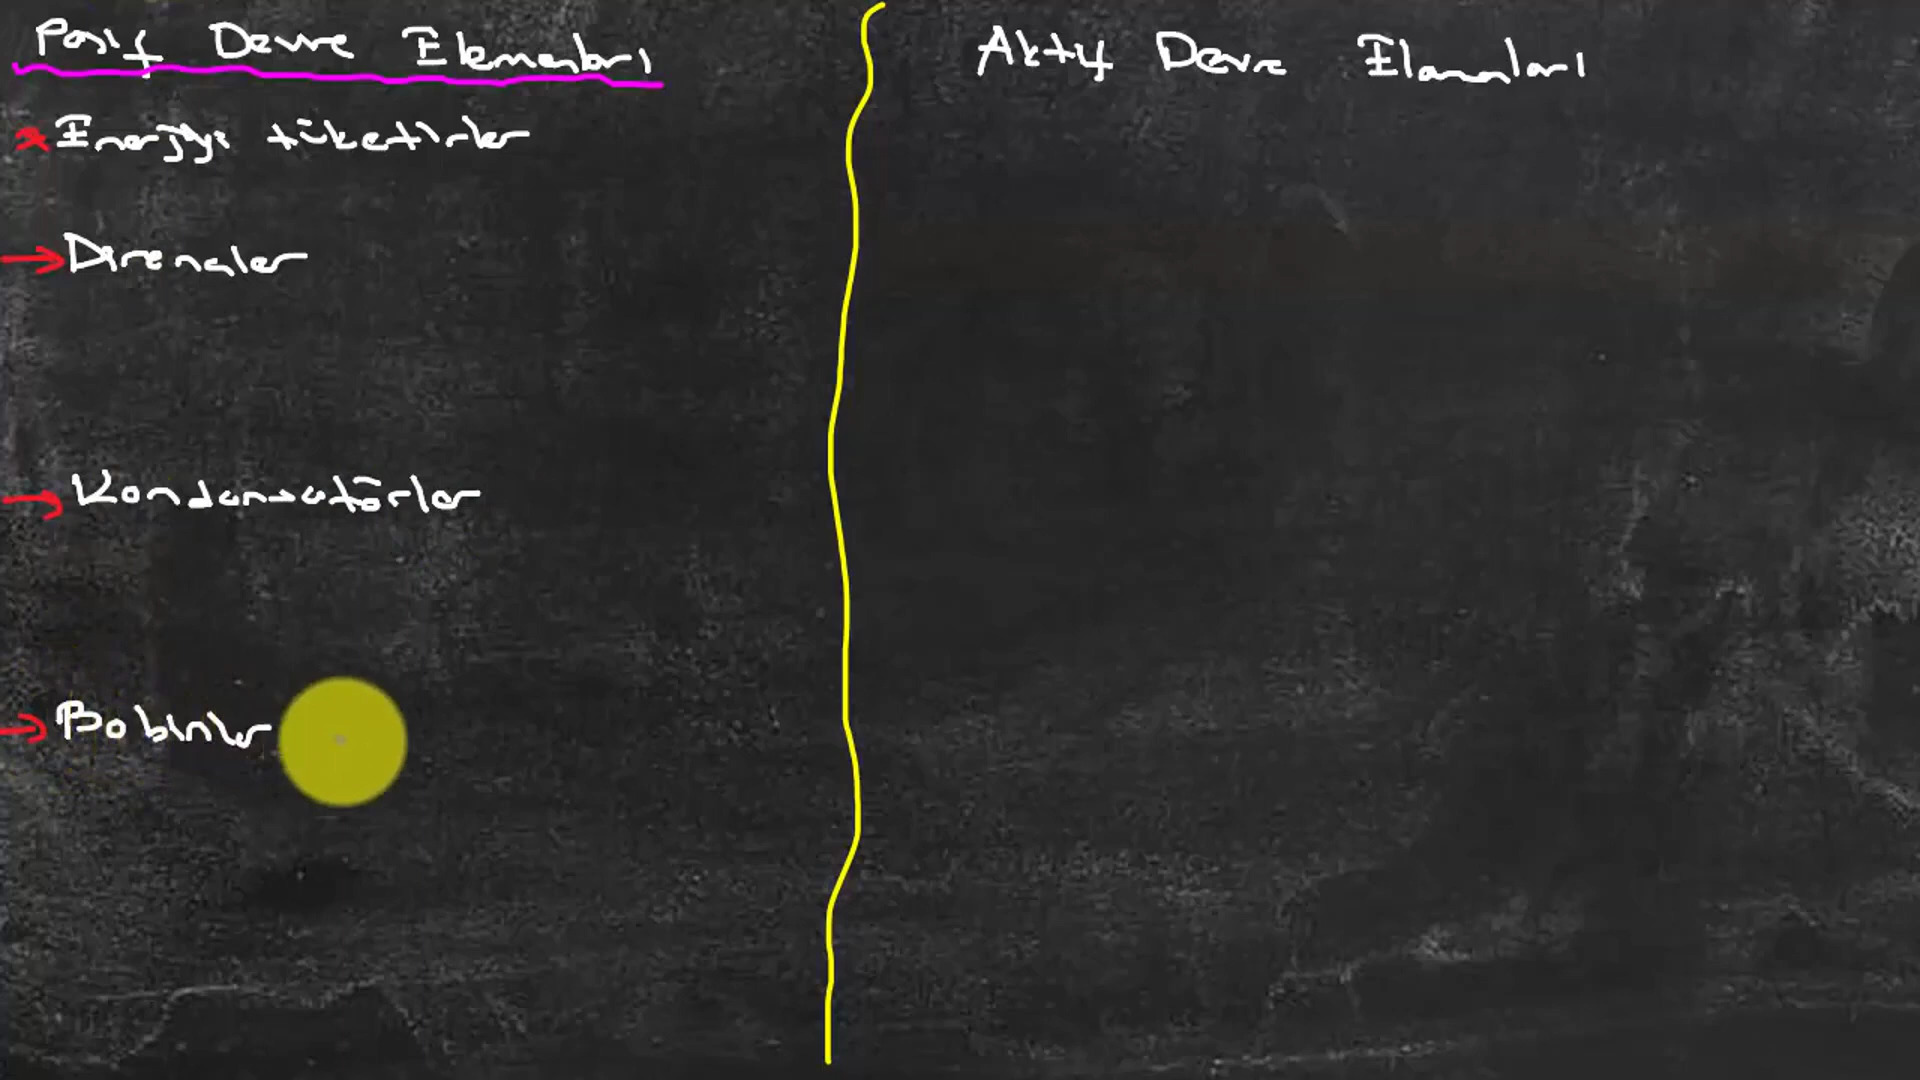 Pasif Devre Elemanları
Aktif Devre Elemanları
* Enerjiyi tüketirler
→ Dirençler
→ Kondansatörler
→ Bobinler